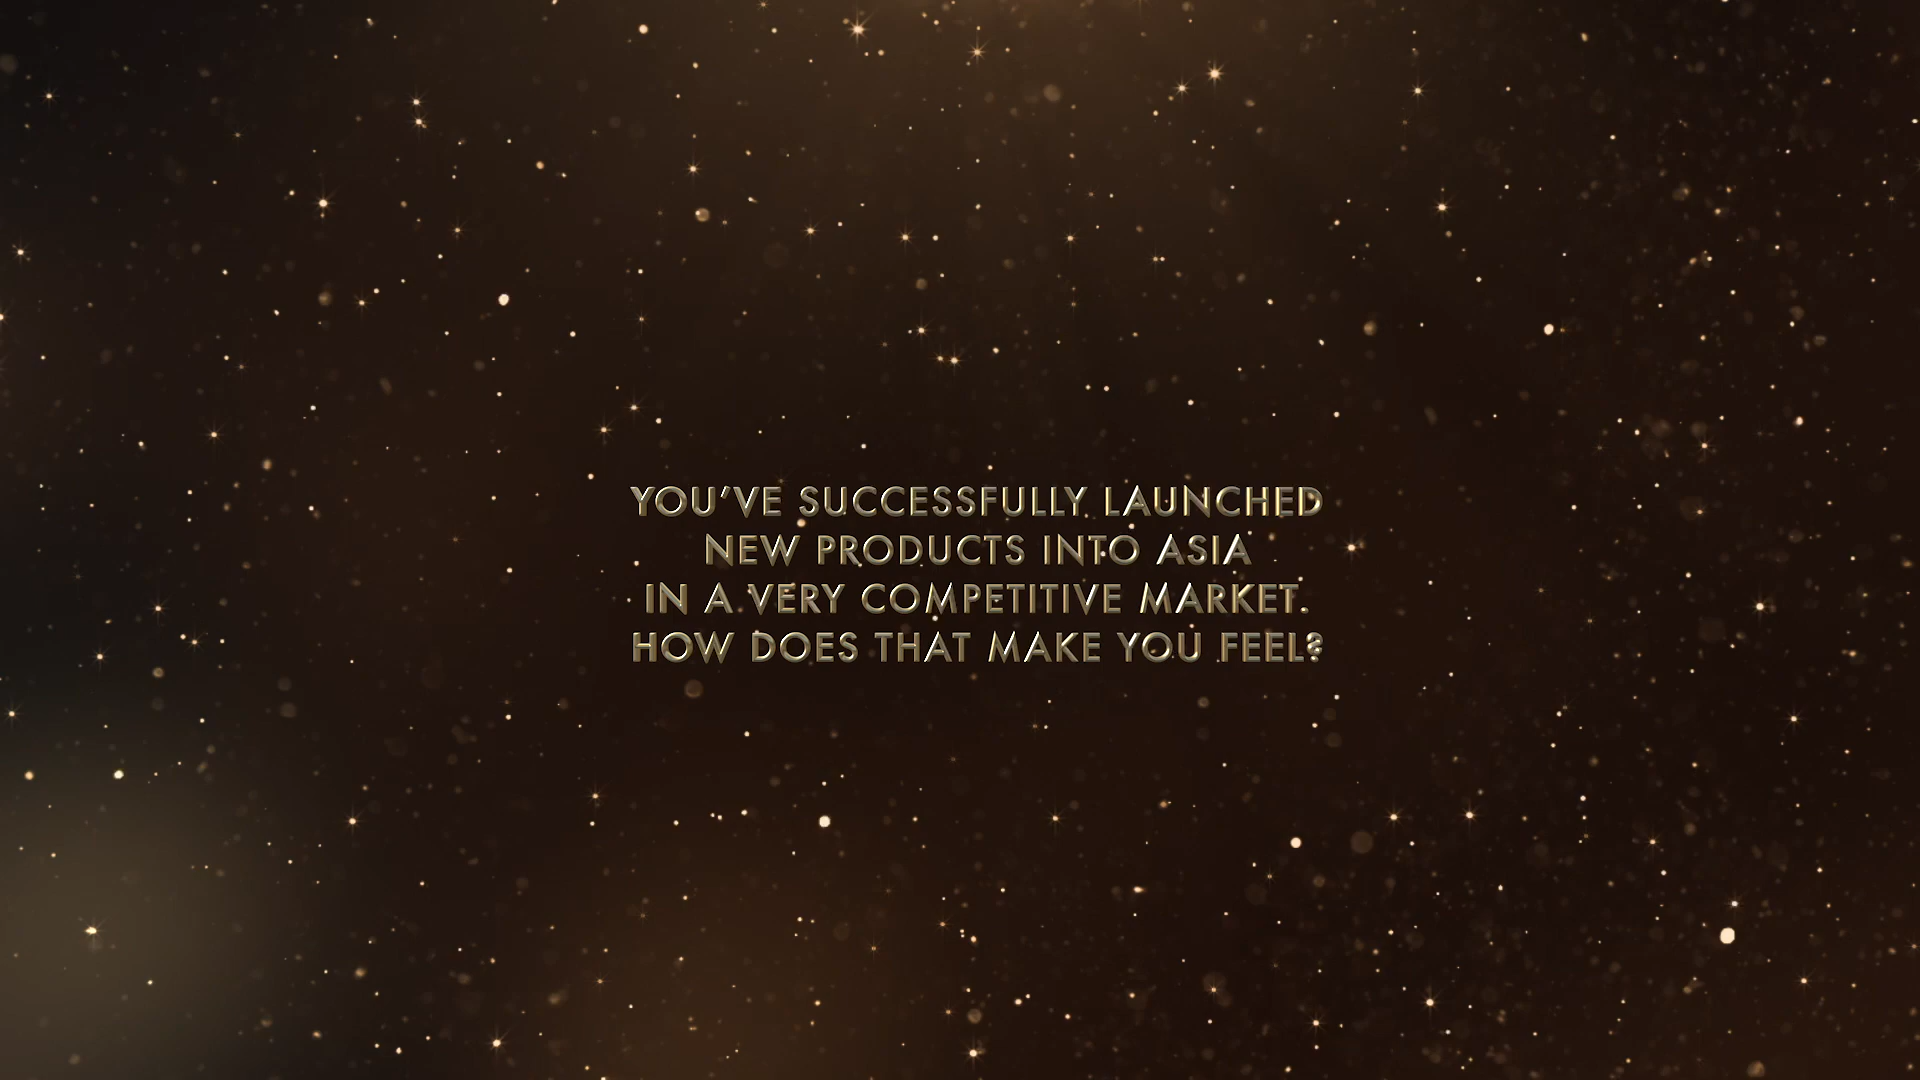 YOU'VE SUCCESSFULLY LAUNCHED
NEW PRODUCTS INTO ASIA
IN A VERY COMPETITIVE MARKET.
HOW DOES THAT MAKE YOU FEEL?